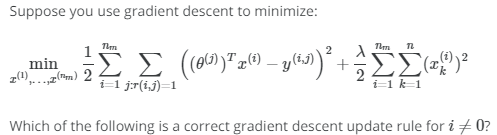 Suppose you use gradient descent to minimize:
min_{x^{(1)},...,x^{(n_m)}} \frac{1}{2} \sum_{i=1}^{n_m} \sum_{j:r(i,j)=1} \left( (\theta^{(j)})^T x^{(i)} - y^{(i,j)} \right)^2 + \frac{\lambda}{2} \sum_{i=1}^{n_m} \sum_{k=1}^{n} (x_k^{(i)})^2
Which of the following is a correct gradient descent update rule for i ≠ 0?